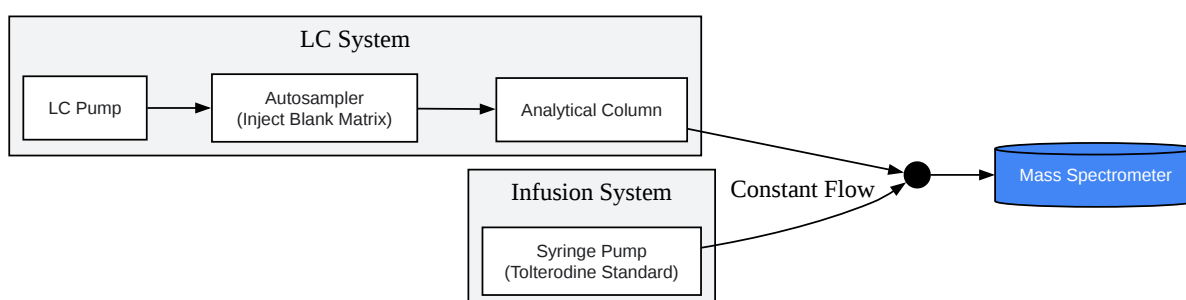 LC System
LC Pump
Autosampler
(Inject Blank Matrix)
Analytical Column
Mass Spectrometer
Infusion System
Constant Flow
Syringe Pump
(Tolterodine Standard)